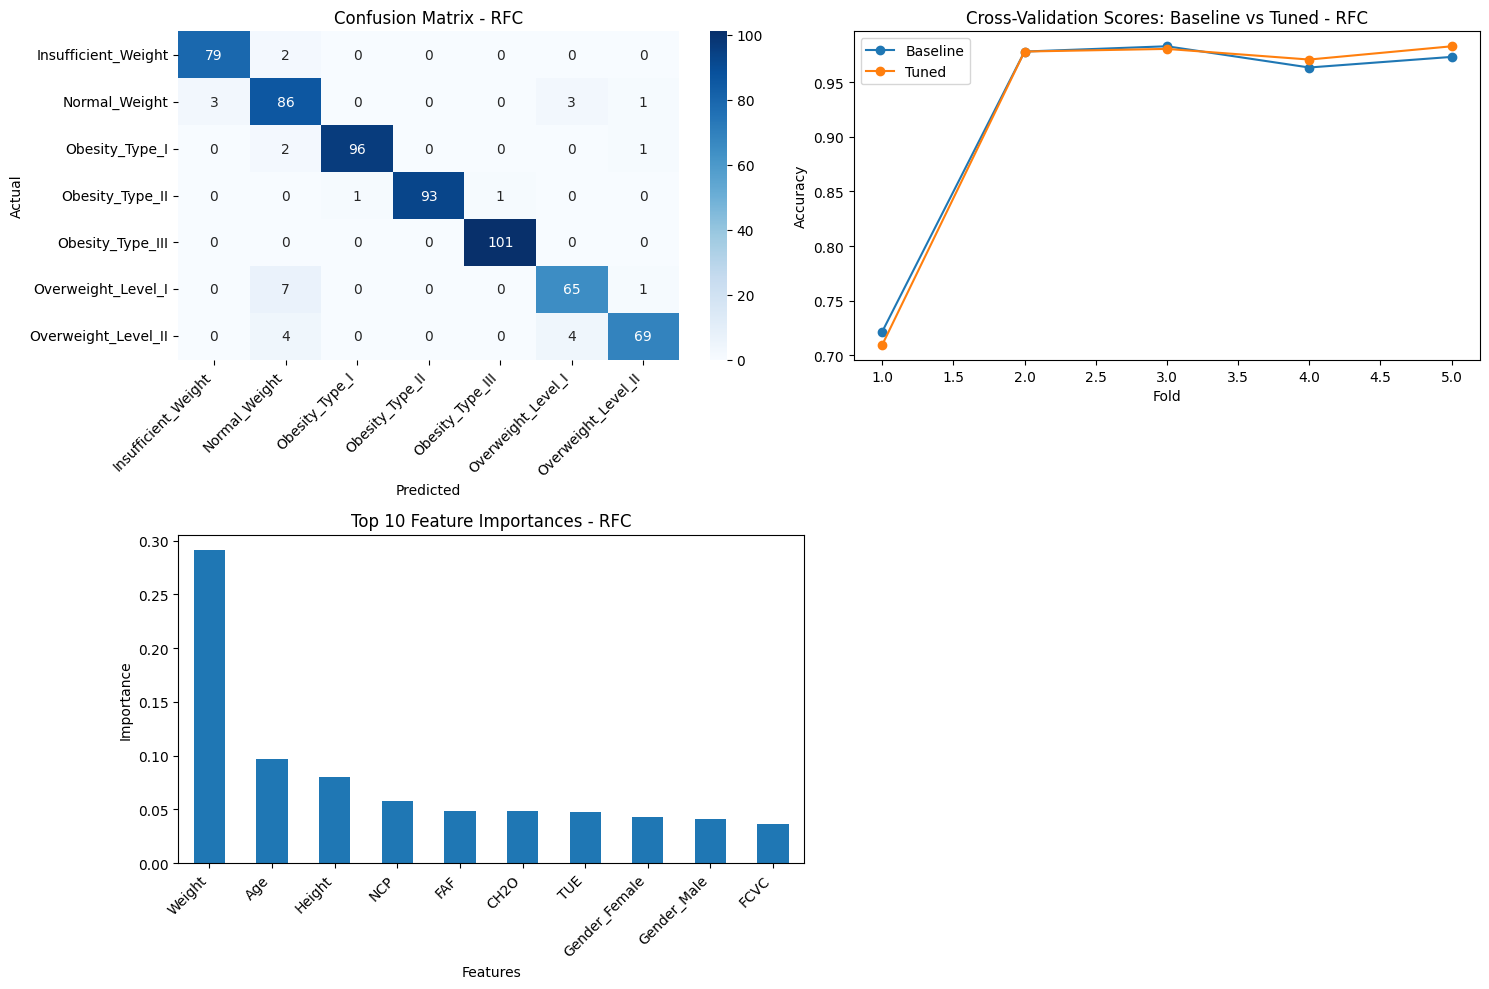 Confusion Matrix - RFC
Actual
Insufficient_Weight 79 2 0 0 0 0 0
Normal_Weight 3 86 0 0 0 3 1
Obesity_Type_I 0 2 96 0 0 0 1
Obesity_Type_II 0 0 1 93 1 0 0
Obesity_Type_III 0 0 0 0 101 0 0
Overweight_Level_I 0 7 0 0 0 65 1
Overweight_Level_II 0 4 0 0 0 4 69
Insufficient_Weight
Normal_Weight
Obesity_Type_I
Obesity_Type_II
Obesity_Type_III
Overweight_Level_I
Overweight_Level_II
Predicted
100
80
60
40
20
0
Cross-Validation Scores: Baseline vs Tuned - RFC
Baseline
Tuned
Accuracy
0.95
0.90
0.85
0.80
0.75
0.70
1.0 1.5 2.0 2.5 3.0 3.5 4.0 4.5 5.0
Fold
Top 10 Feature Importances - RFC
Importance
0.30
0.25
0.20
0.15
0.10
0.05
0.00
Weight
Age
Height
NCP
FAF
CH2O
TUE
Gender_Female
Gender_Male
FCVC
Features